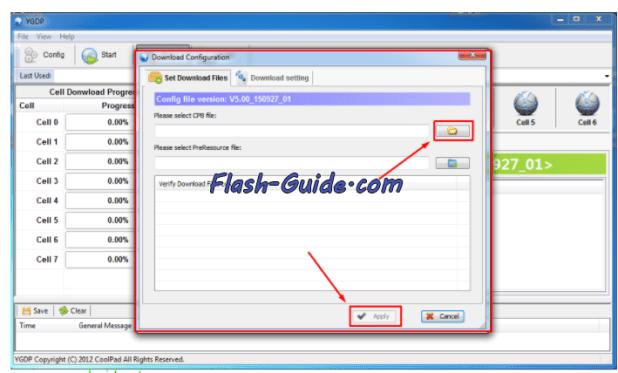 YGDP
File View Help
Config Start
Last Used:
Cell Donwload Progres
Cell Progress
Cell 0 0.00%
Cell 1 0.00%
Cell 2 0.00%
Cell 3 0.00%
Cell 4 0.00%
Cell 5 0.00%
Cell 6 0.00%
Cell 7 0.00%
Download Configuration
Set Download Files Download setting
Config file version: V5.00_150927_01
Please select CPB file:
Please select PreResource file:
Verify Download F
Flash-Guide.com
Apply Cancel
Cell 5 Cell 6
927_01>
Save Clear
Time General Message
YGDP Copyright (C) 2012 CoolPad All Rights Reserved.